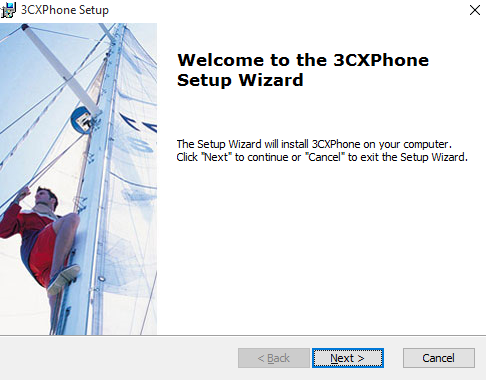 3CXPhone Setup
Welcome to the 3CXPhone
Setup Wizard
The Setup Wizard will install 3CXPhone on your computer.
Click "Next" to continue or "Cancel" to exit the Setup Wizard.
< Back
Next >
Cancel